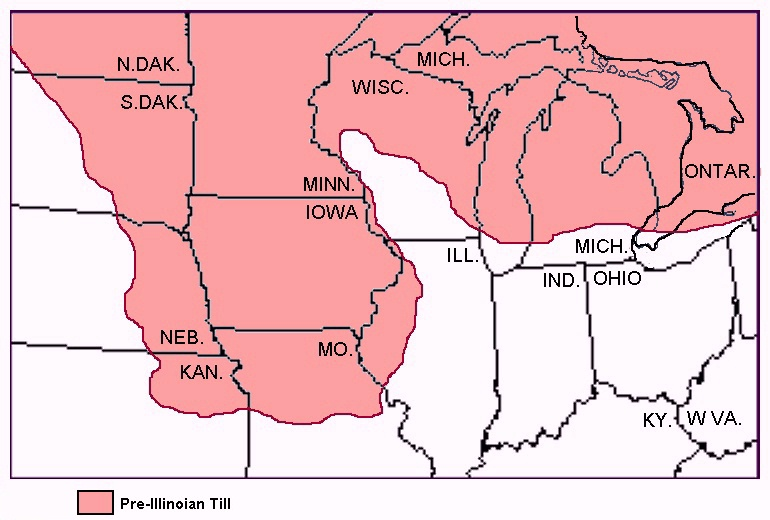 N.DAK.
MICH.
WISC.
S.DAK.
ONTAR.
MINN.
IOWA
MICH.
ILL.
IND.
OHIO
NEB.
MO.
KAN.
KY.
W VA.
Pre-Illinoian Till